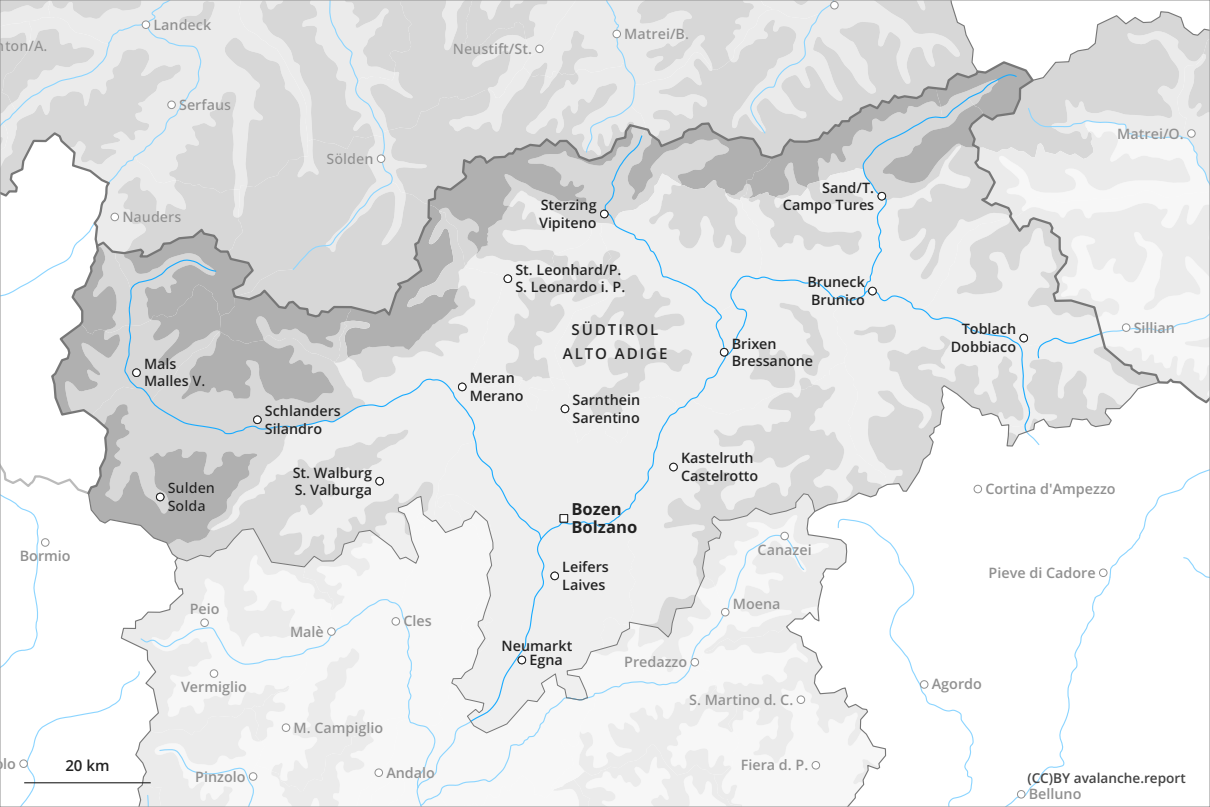 Landeck
Matrei/B.
nton/A.
Neustift/St.
Serfaus
Matrei/O.
Sölden
Sand/T.
Campo Tures
Nauders
Sterzing
Vipiteno
St. Leonhard/P.
S. Leonardo i. P.
Bruneck
Brunico
SÜDTIROL
ALTO ADIGE
Toblach
Dobbiaco
Sillian
Brixen
Bressanone
Mals
Malles V.
Meran
Merano
Sarnthein
Sarentino
Schlanders
Silandro
Kastelruth
Castelrotto
St. Walburg
S. Valburga
Sulden
Solda
Cortina d'Ampezzo
Bozen
Bolzano
Bormio
Canazei
Leifers
Laives
Pieve di Cadore
Peio
Moena
Cles
Malè
Neumarkt
Egna
Predazzo
Vermiglio
Agordo
S. Martino d. C.
M. Campiglio
olo
20 km
Pinzolo
Andalo
Fiera d. P.
(CC)BY avalanche.report
Belluno